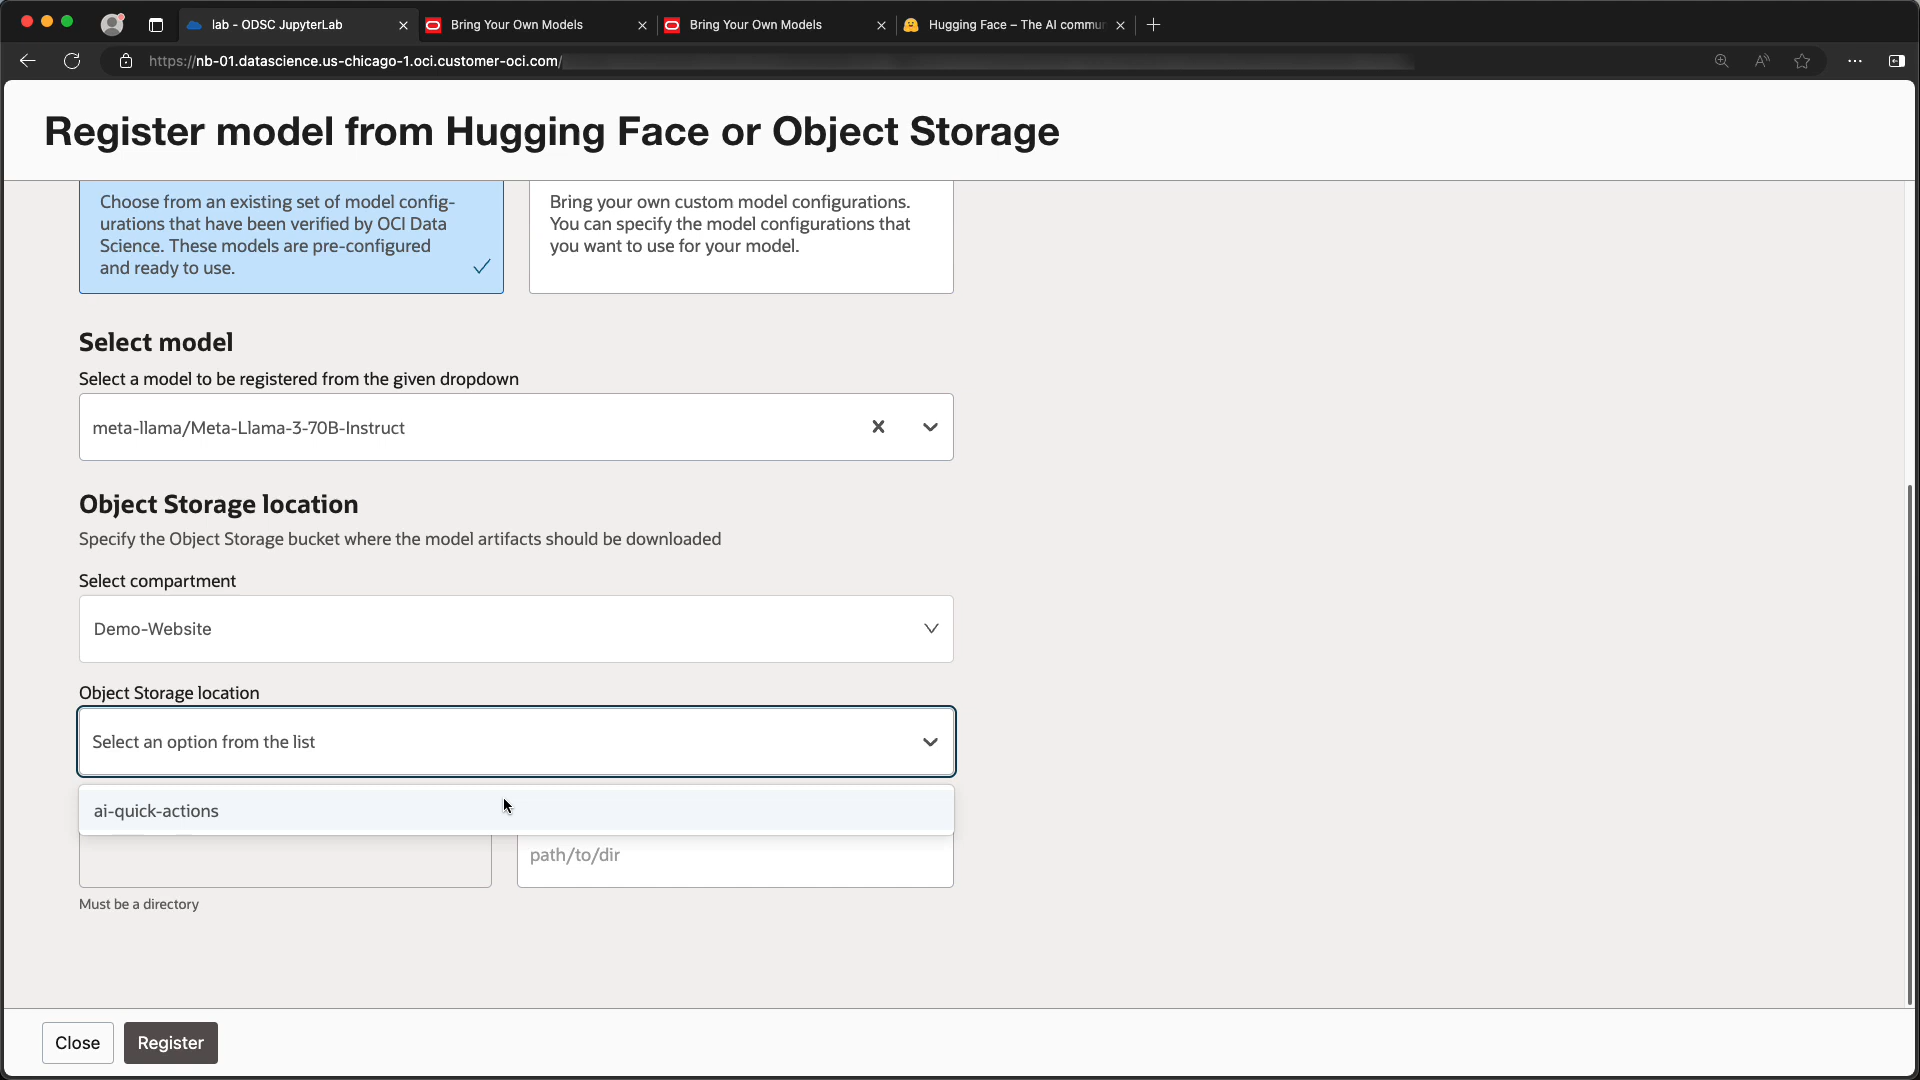 lab - ODSC JupyterLab
Bring Your Own Models
Bring Your Own Models
Hugging Face – The AI commu
https://nb-01.datascience.us-chicago-1.oci.customer-oci.com/
Register model from Hugging Face or Object Storage
Choose from an existing set of model config-
urations that have been verified by OCI Data
Science. These models are pre-configured
and ready to use.
Bring your own custom model configurations.
You can specify the model configurations that
you want to use for your model.
Select model
Select a model to be registered from the given dropdown
meta-llama/Meta-Llama-3-70B-Instruct
Object Storage location
Specify the Object Storage bucket where the model artifacts should be downloaded
Select compartment
Demo-Website
Object Storage location
Select an option from the list
ai-quick-actions
path/to/dir
Must be a directory
Close
Register